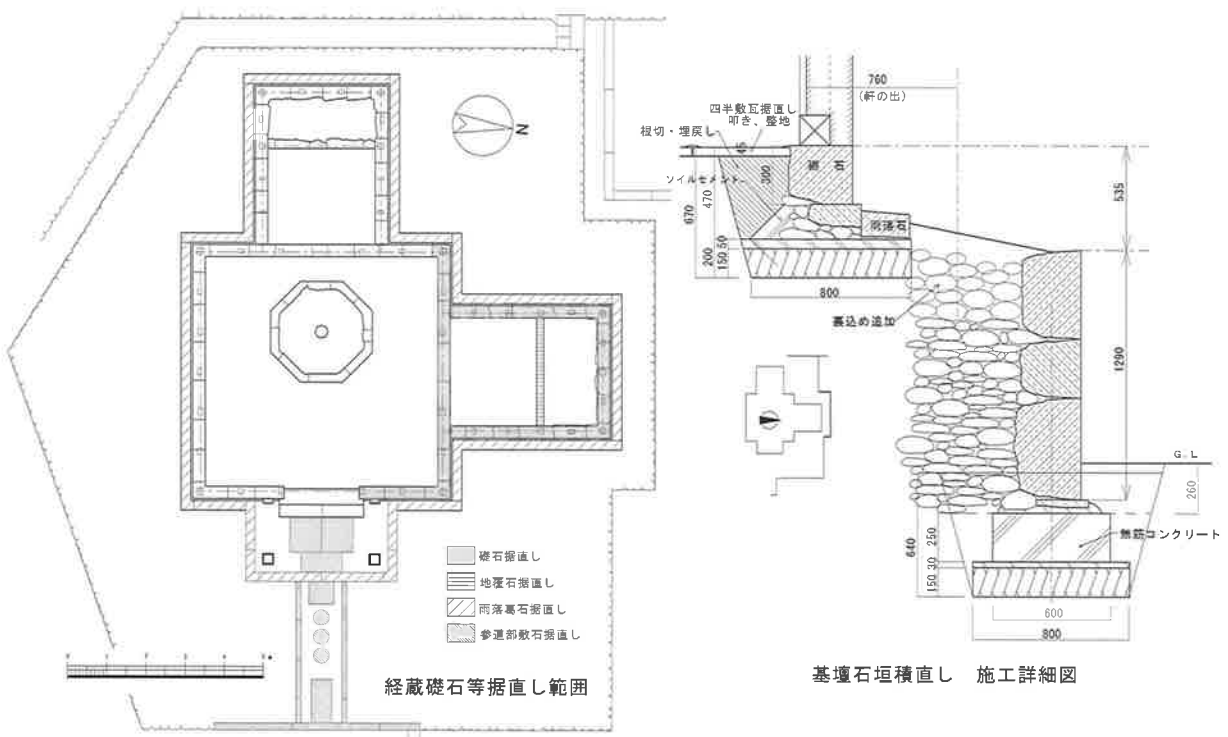 N
礎石据直し
地覆石据直し
雨落葛石据直し
参道部敷石据直し
経蔵礎石等据直し範囲
760
(軒の出)
四半敷瓦据直し
叩き、整地
根切・埋戻し
45
ソイルセメント
300
礎石
雨落石
470
670
200
150 50
800
535
裏込め追加
1290
G.L
260
無筋コンクリート
640
250
30
150
600
800
基壇石垣積直し 施工詳細図